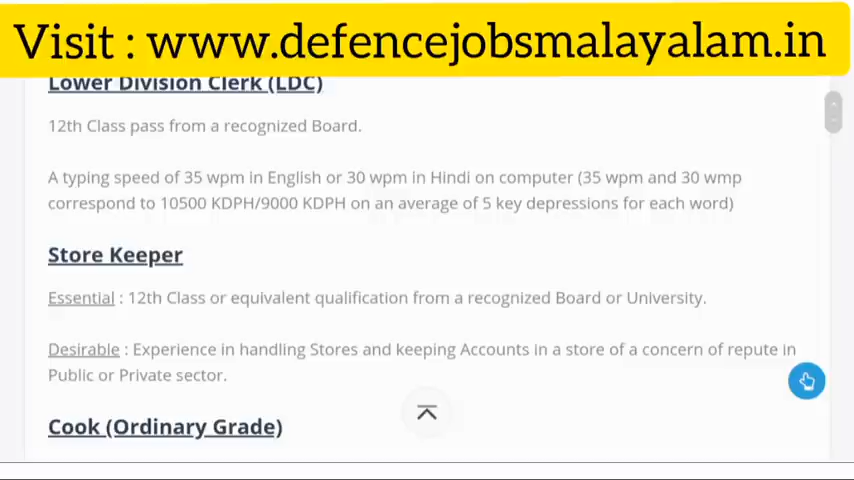 Visit : www.defencejobsmalayalam.in
Lower Division Clerk (LDC)
12th Class pass from a recognized Board.
A typing speed of 35 wpm in English or 30 wpm in Hindi on computer (35 wpm and 30 wmp
correspond to 10500 KDPH/9000 KDPH on an average of 5 key depressions for each word)
Store Keeper
Essential : 12th Class or equivalent qualification from a recognized Board or University.
Desirable : Experience in handling Stores and keeping Accounts in a store of a concern of repute in
Public or Private sector.
Cook (Ordinary Grade)